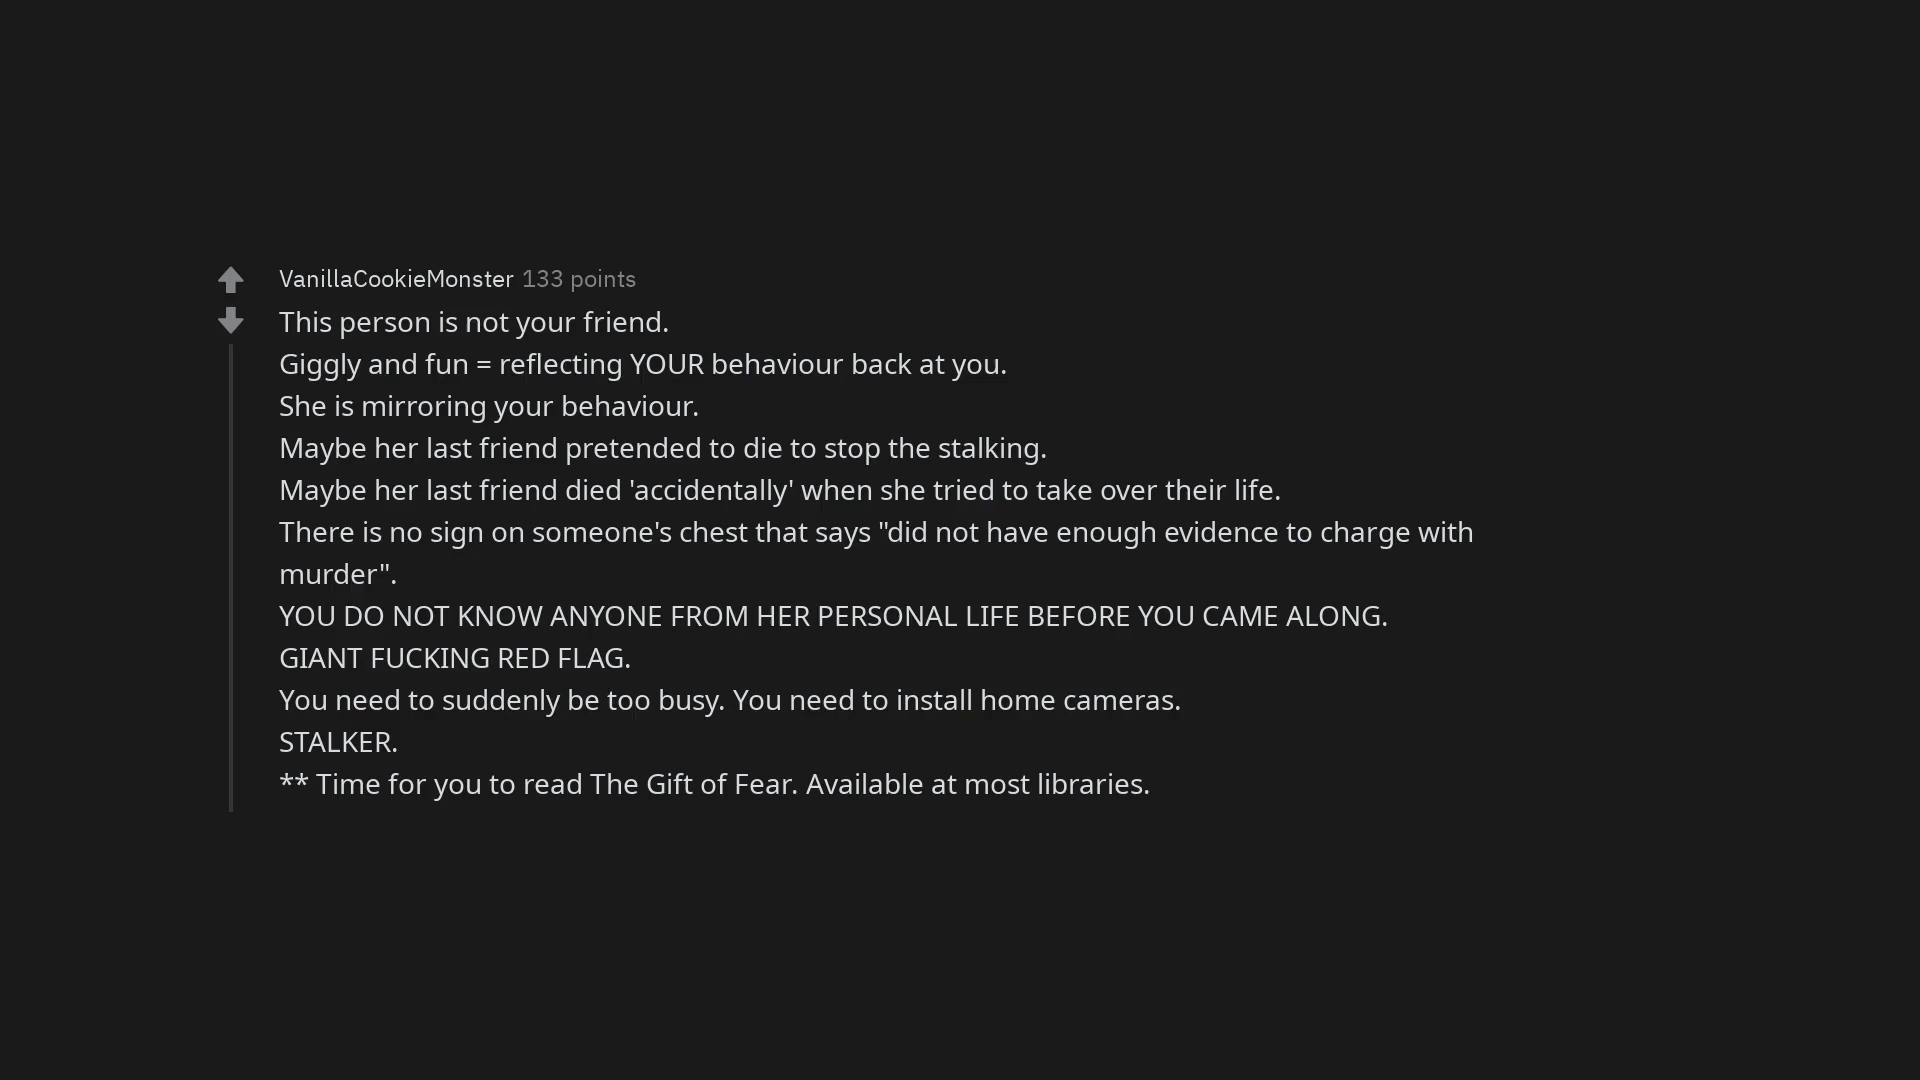 VanillaCookieMonster 133 points
This person is not your friend.
Giggly and fun = reflecting YOUR behaviour back at you.
She is mirroring your behaviour.
Maybe her last friend pretended to die to stop the stalking.
Maybe her last friend died 'accidentally' when she tried to take over their life.
There is no sign on someone's chest that says "did not have enough evidence to charge with
murder".
YOU DO NOT KNOW ANYONE FROM HER PERSONAL LIFE BEFORE YOU CAME ALONG.
GIANT FUCKING RED FLAG.
You need to suddenly be too busy. You need to install home cameras.
STALKER.
** Time for you to read The Gift of Fear. Available at most libraries.